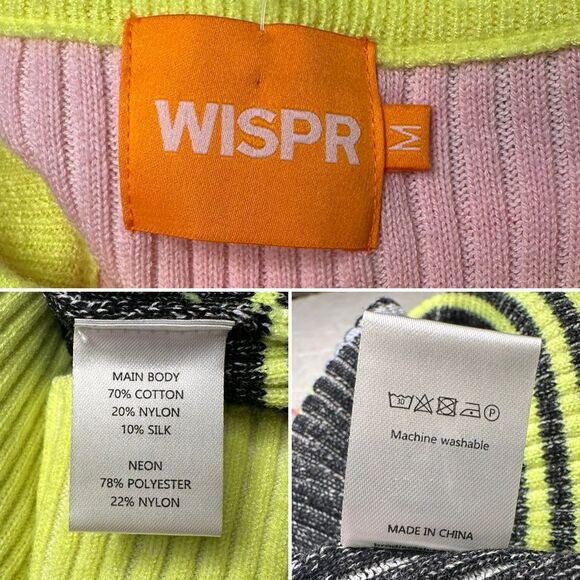 WISPR
M
MAIN BODY
70% COTTON
20% NYLON
10% SILK
NEON
78% POLYESTER
22% NYLON
30
P
Machine washable
MADE IN CHINA